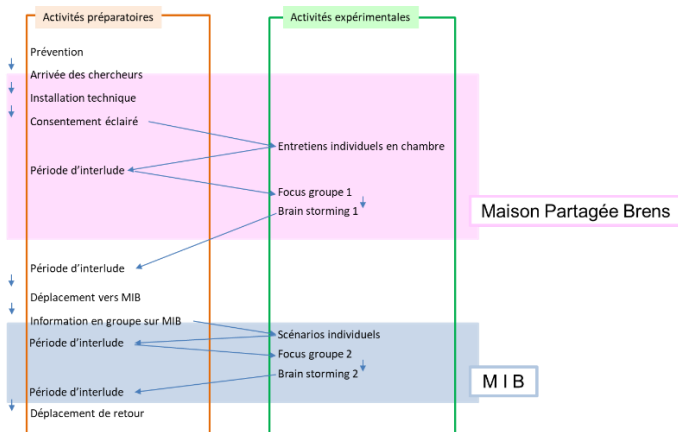 Activités préparatoires
Activités expérimentales
Prévention
Arrivée des chercheurs
Installation technique
Consentement éclairé
Entretiens individuels en chambre
Période d’interlude
Focus groupe 1
Brain storming 1
Maison Partagée Brens
Période d’interlude
Déplacement vers MIB
Information en groupe sur MIB
Scénarios individuels
Période d’interlude
Focus groupe 2
Brain storming 2
M I B
Période d’interlude
Déplacement de retour